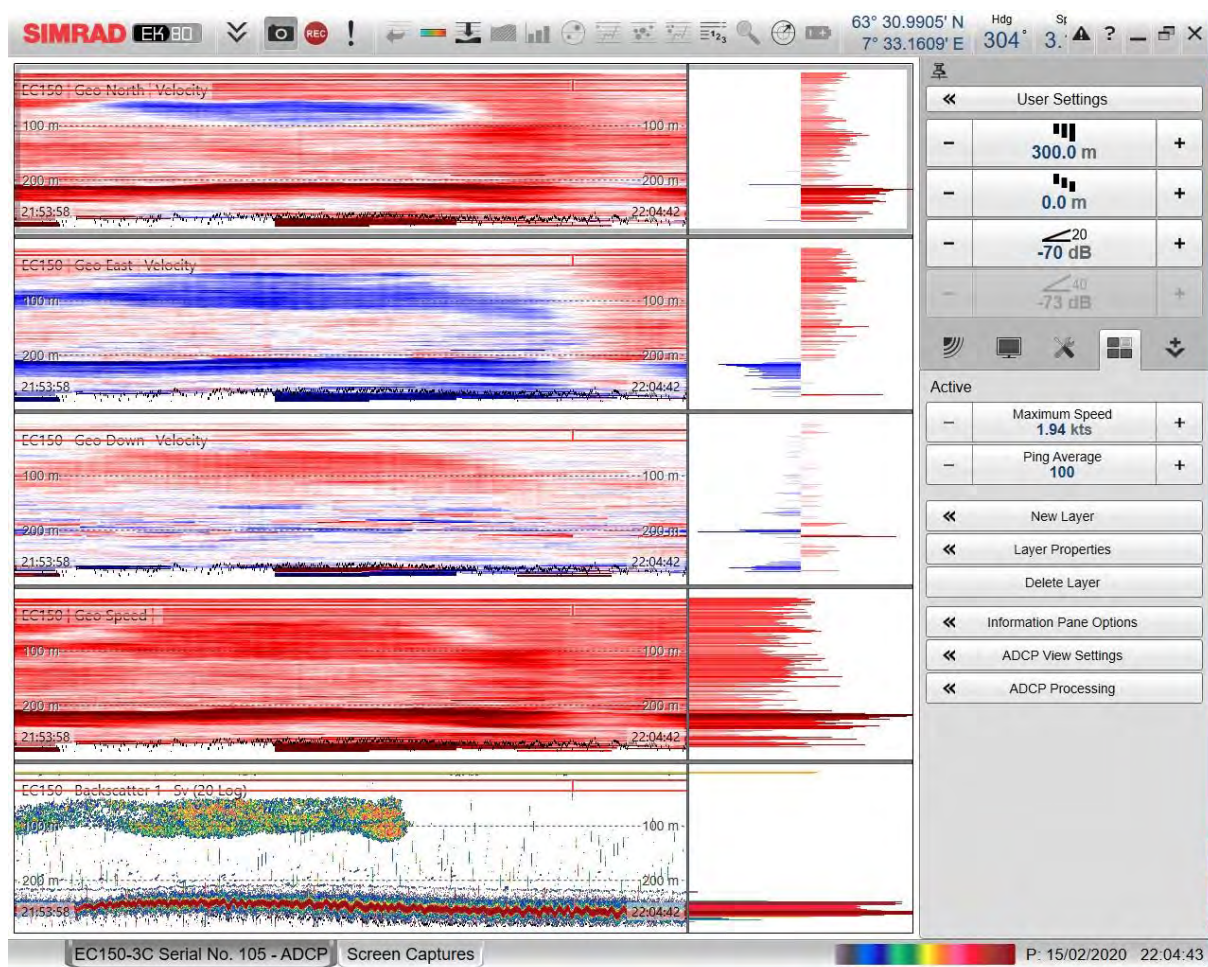 SIMRAD EK80
REC
63° 30.9905' N
7° 33.1609' E
Hdg
304°
3.
EC150 Geo North Velocity
100 m
100 m
200 m
200 m
21:53:58
22:04:42
EC150 Geo East Velocity
100 m
100 m
200 m
200 m
21:53:58
22:04:42
EC150 Geo Down Velocity
100 m
100 m
200 m
200 m
21:53:58
22:04:42
EC150 Geo Speed
100 m
100 m
200 m
200 m
21:53:58
22:04:42
EC150 Backscatter 1 Sv (20 Log)
100 m
100 m
200 m
200 m
21:53:58
22:04:42
User Settings
300.0 m
0.0 m
20
-70 dB
40
-73 dB
Active
Maximum Speed
1.94 kts
Ping Average
100
New Layer
Layer Properties
Delete Layer
Information Pane Options
ADCP View Settings
ADCP Processing
EC150-3C Serial No. 105 - ADCP
Screen Captures
P: 15/02/2020 22:04:43